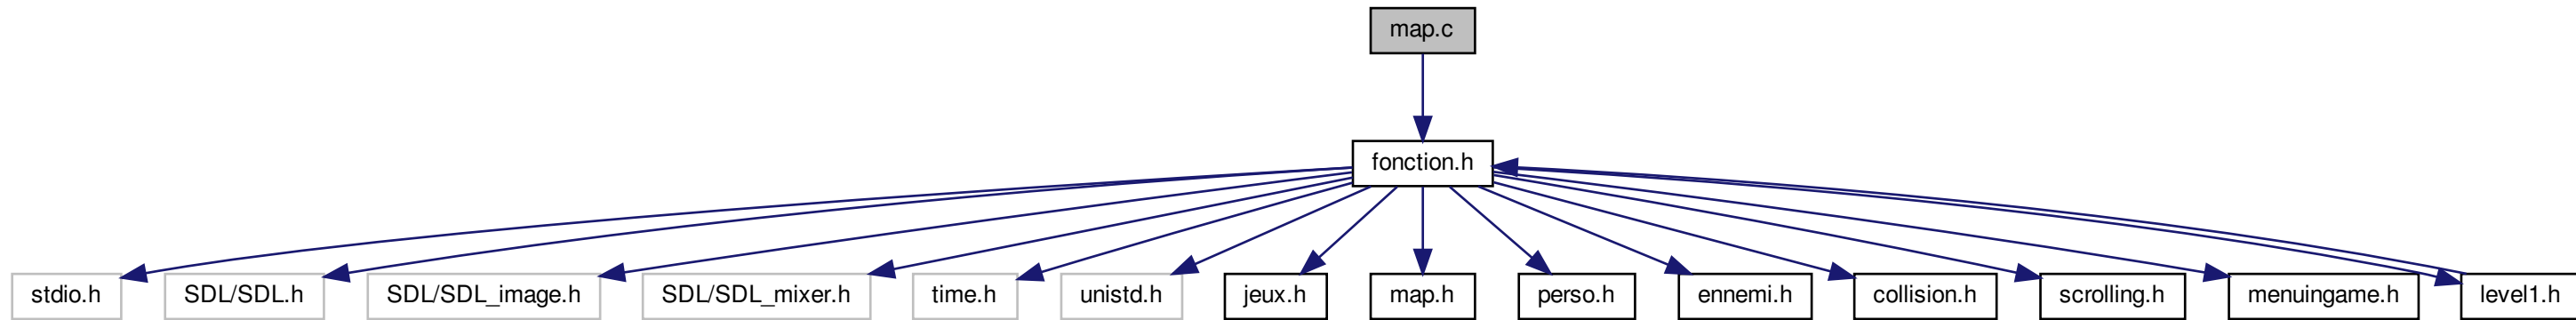 map.c
fonction.h
stdio.h
SDL/SDL.h
SDL/SDL_image.h
SDL/SDL_mixer.h
time.h
unistd.h
jeux.h
map.h
perso.h
ennemi.h
collision.h
scrolling.h
menuingame.h
level1.h